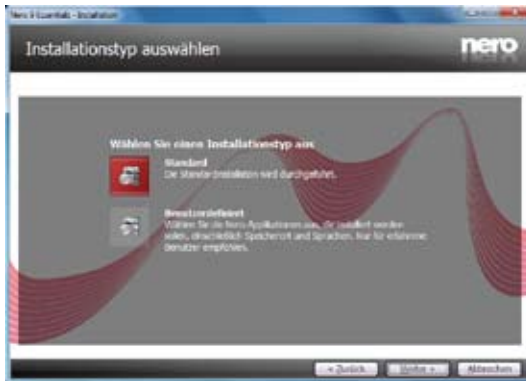 Nero 9 Essentials - Installation
Installationstyp auswählen
nero
Wählen Sie einen Installationstyp aus
Standard
Die Standardinstallation wird durchgeführt.
Benutzerdefiniert
Wählen Sie die Nero-Applikationen aus, die installiert werden
sollen, einschließlich Speicherort und Sprachen. Nur für erfahrene
Benutzer empfohlen.
< Zurück
Weiter >
Abbrechen